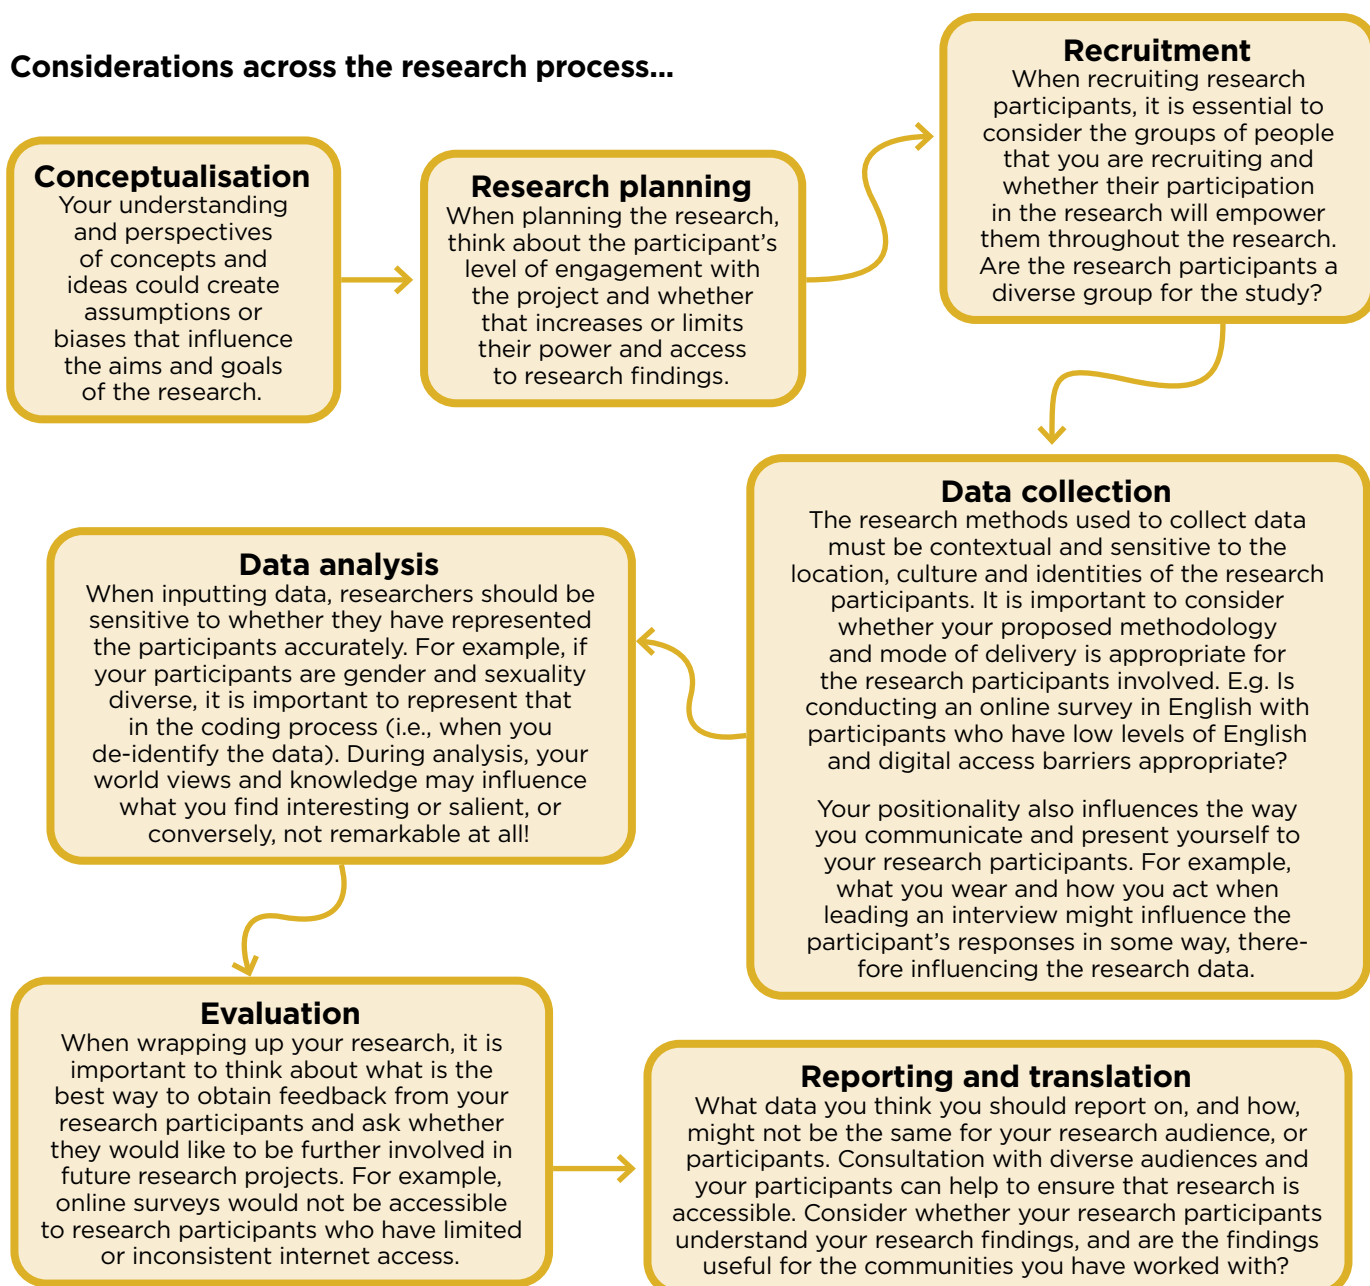 Considerations across the research process...
Conceptualisation
Your understanding
and perspectives
of concepts and
ideas could create
assumptions or
biases that influence
the aims and goals
of the research.
Research planning
When planning the research,
think about the participant’s
level of engagement with
the project and whether
that increases or limits
their power and access
to research findings.
Recruitment
When recruiting research
participants, it is essential to
consider the groups of people
that you are recruiting and
whether their participation
in the research will empower
them throughout the research.
Are the research participants a
diverse group for the study?
Data collection
The research methods used to collect data
must be contextual and sensitive to the
location, culture and identities of the research
participants. It is important to consider
whether your proposed methodology
and mode of delivery is appropriate for
the research participants involved. E.g. Is
conducting an online survey in English with
participants who have low levels of English
and digital access barriers appropriate?
Your positionality also influences the way
you communicate and present yourself to
your research participants. For example,
what you wear and how you act when
leading an interview might influence the
participant’s responses in some way, there-
fore influencing the research data.
Data analysis
When inputting data, researchers should be
sensitive to whether they have represented
the participants accurately. For example, if
your participants are gender and sexuality
diverse, it is important to represent that
in the coding process (i.e., when you
de-identify the data). During analysis, your
world views and knowledge may influence
what you find interesting or salient, or
conversely, not remarkable at all!
Evaluation
When wrapping up your research, it is
important to think about what is the
best way to obtain feedback from your
research participants and ask whether
they would like to be further involved in
future research projects. For example,
online surveys would not be accessible
to research participants who have limited
or inconsistent internet access.
Reporting and translation
What data you think you should report on, and how,
might not be the same for your research audience, or
participants. Consultation with diverse audiences and
your participants can help to ensure that research is
accessible. Consider whether your research participants
understand your research findings, and are the findings
useful for the communities you have worked with?